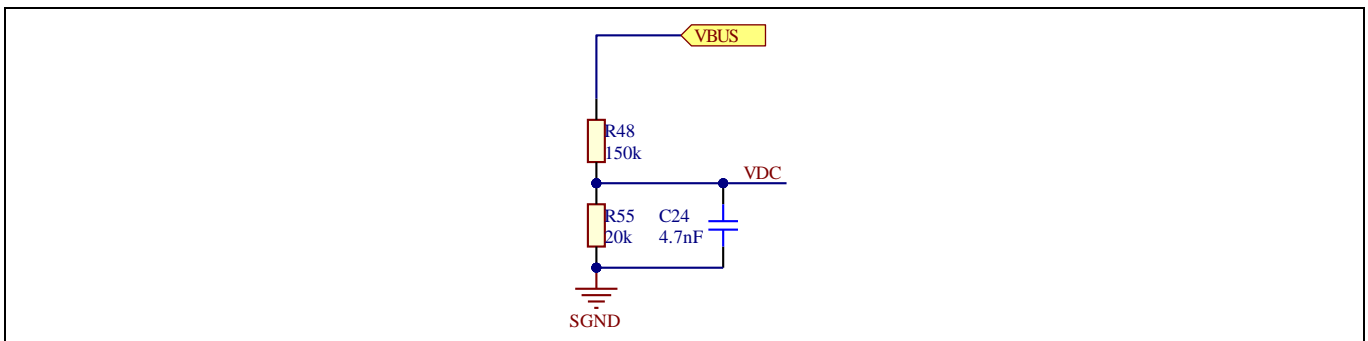 VBUS
R48
150k
VDC
R55
20k
C24
4.7nF
SGND